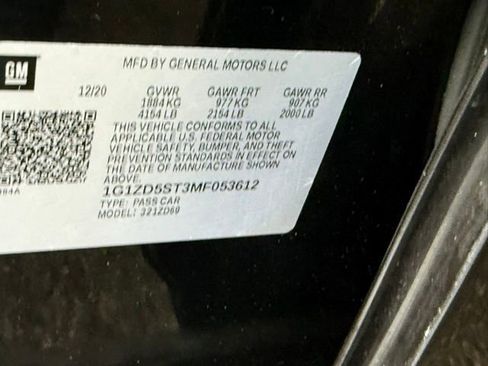 GM
MFD BY GENERAL MOTORS LLC
12/20 GVWR GAWR FRT GAWR RR
1884 KG 977 KG 907 KG
4154 LB 2154 LB 2000 LB
THIS VEHICLE CONFORMS TO ALL
APPLICABLE U.S. FEDERAL MOTOR
VEHICLE SAFETY, BUMPER, AND THEFT
PREVENTION STANDARDS IN EFFECT ON
THE DATE OF MANUFACTURE SHOWN
ABOVE.
1G1ZD5ST3MF053612
TYPE: PASS CAR
MODEL: 321ZD69